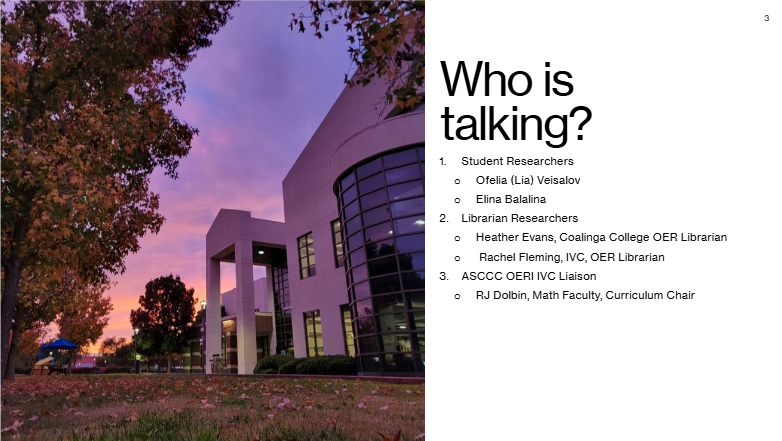 3
Who is
talking?
1. Student Researchers
o Ofelia (Lia) Veisalov
o Elina Balalina
2. Librarian Researchers
o Heather Evans, Coalinga College OER Librarian
o Rachel Fleming, IVC, OER Librarian
3. ASCCC OERI IVC Liaison
o RJ Dolbin, Math Faculty, Curriculum Chair